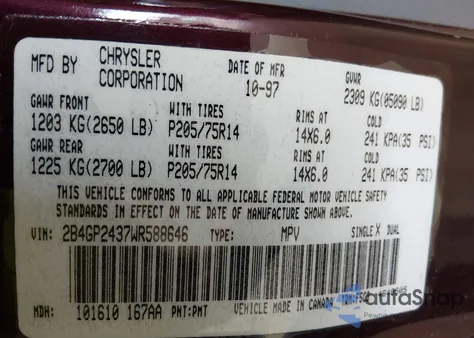 MFD BY CHRYSLER CORPORATION DATE OF MFR 10-97 GVWR 2309 KG(05090 LB)
GAWR FRONT WITH TIRES RIMS AT COLD
1203 KG(2650 LB) P205/75R14 14X6.0 241 KPA(35 PSI)
GAWR REAR WITH TIRES RIMS AT COLD
1225 KG(2700 LB) P205/75R14 14X6.0 241 KPA(35 PSI)
THIS VEHICLE CONFORMS TO ALL APPLICABLE FEDERAL MOTOR VEHICLE SAFETY
STANDARDS IN EFFECT ON THE DATE OF MANUFACTURE SHOWN ABOVE.
VIN: 2B4GP2437WR588646 TYPE: MPV SINGLE X DUAL
MDH: 101610 167AA PNT:PMT VEHICLE MADE IN CANADA
autoSnap